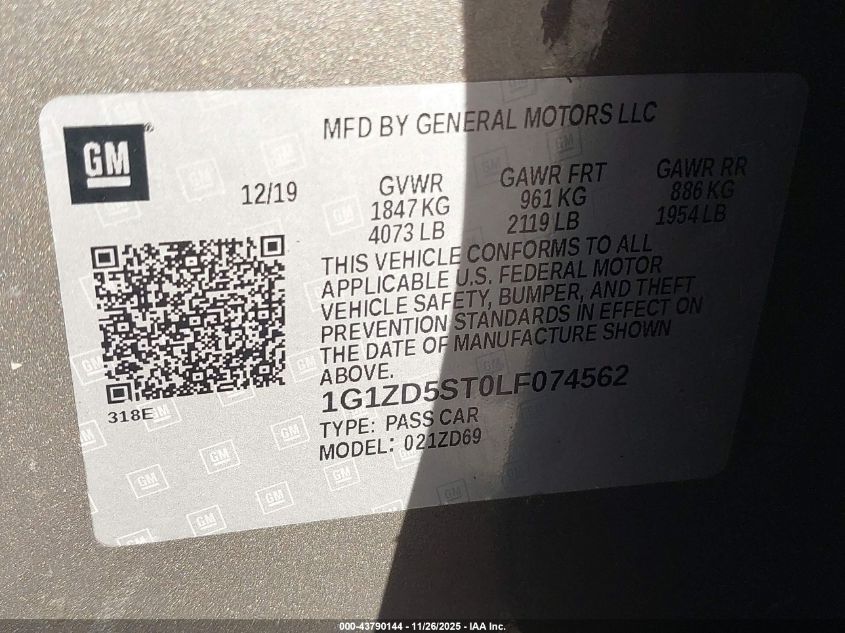 MFD BY GENERAL MOTORS LLC
GM®
12/19
GVWR
1847 KG
4073 LB
GAWR FRT
961 KG
2119 LB
GAWR RR
886 KG
1954 LB
THIS VEHICLE CONFORMS TO ALL
APPLICABLE U.S. FEDERAL MOTOR
VEHICLE SAFETY, BUMPER, AND THEFT
PREVENTION STANDARDS IN EFFECT ON
THE DATE OF MANUFACTURE SHOWN
ABOVE.
318E
1G1ZD5ST0LF074562
TYPE: PASS CAR
MODEL: 021ZD69
000-43790144 - 11/26/2025 - IAA Inc.